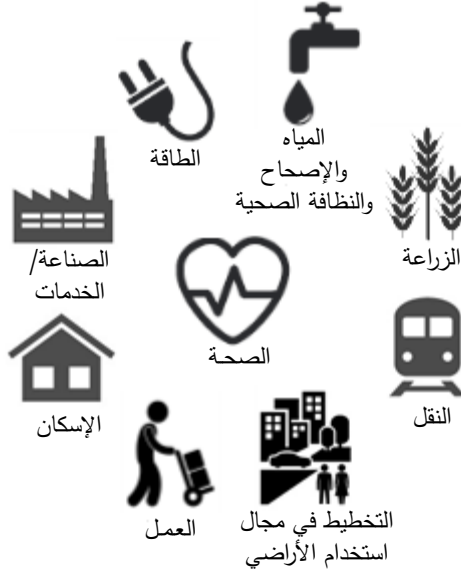 المياه
والإصحاح
والنظافة الصحية
الطاقة
الزراعة
الصناعة/
الخدمات
الصحة
النقل
الإسكان
التخطيط في مجال
استخدام الأراضي
العمل